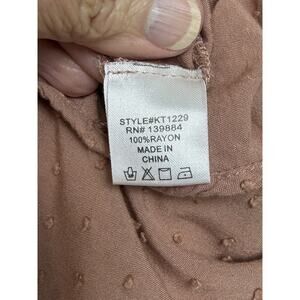 STYLE#KT1229
RN# 139884
100%RAYON
MADE IN
CHINA